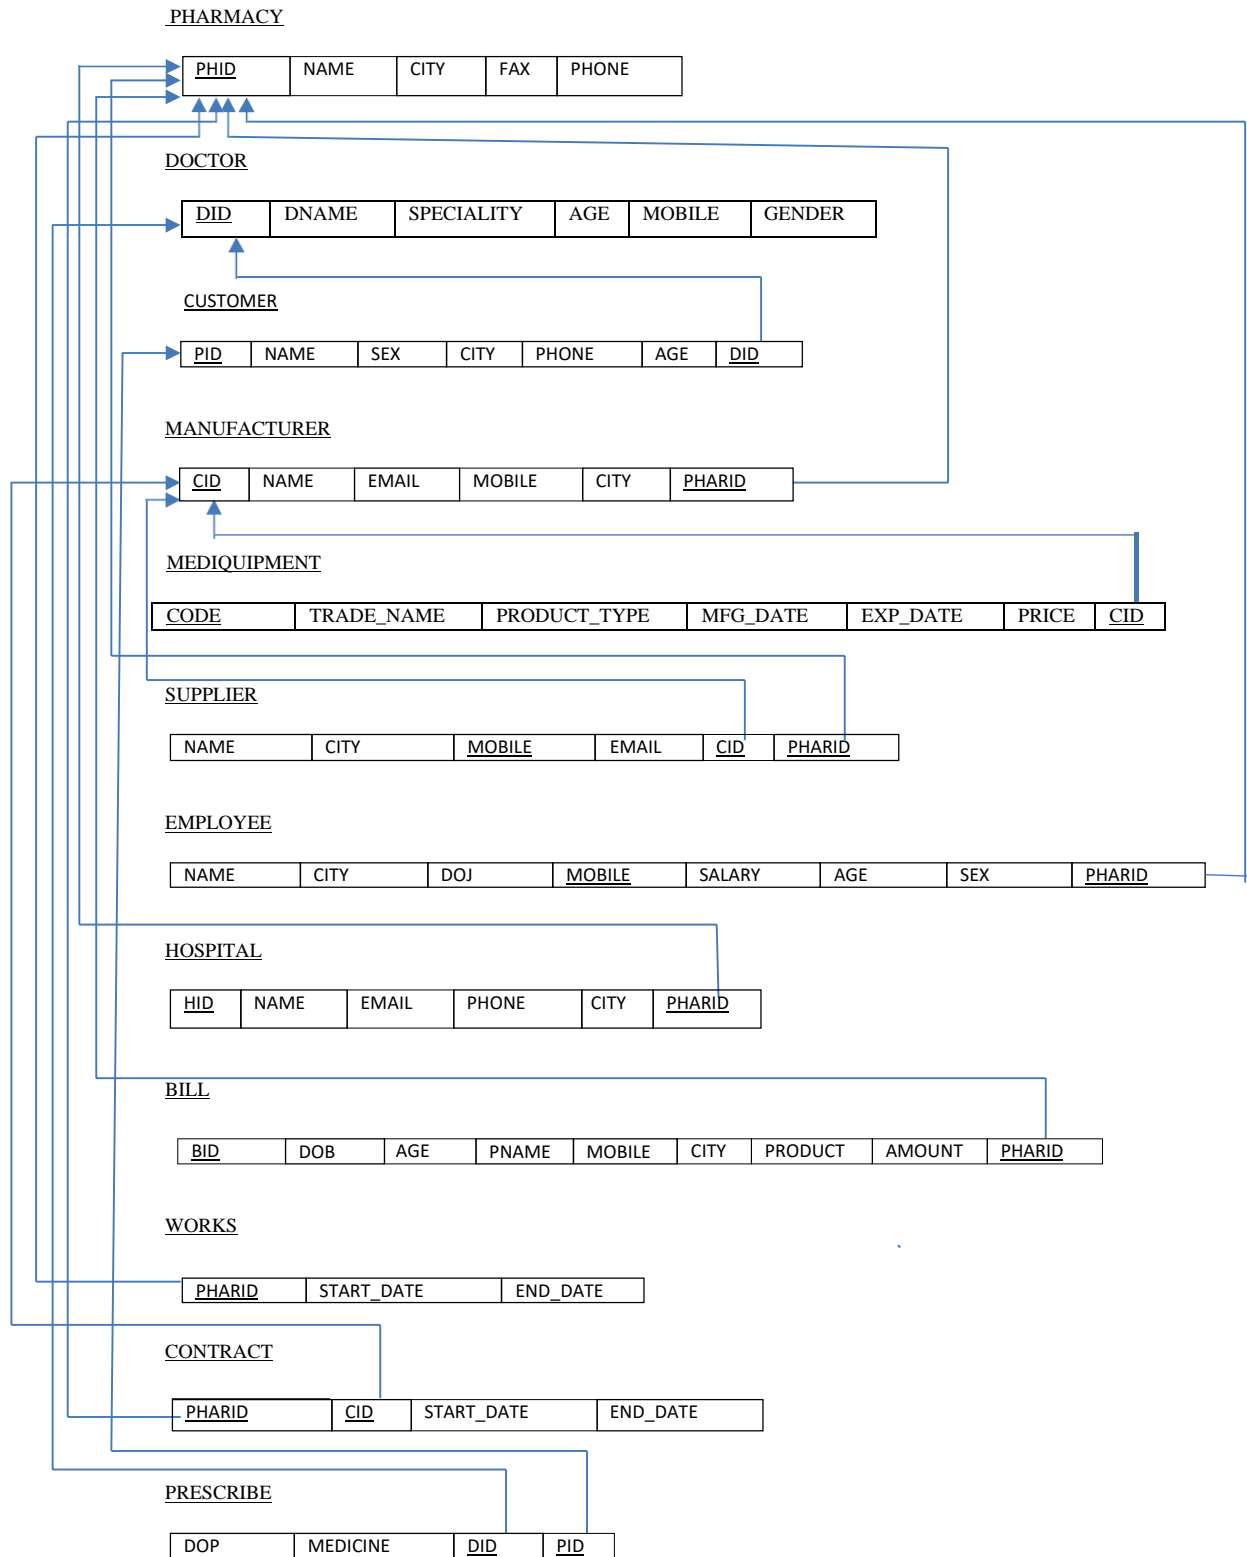 PHARMACY
PHID NAME CITY FAX PHONE
DOCTOR
DID DNAME SPECIALITY AGE MOBILE GENDER
CUSTOMER
PID NAME SEX CITY PHONE AGE DID
MANUFACTURER
CID NAME EMAIL MOBILE CITY PHARID
MEDIQUIPMENT
CODE TRADE_NAME PRODUCT_TYPE MFG_DATE EXP_DATE PRICE CID
SUPPLIER
NAME CITY MOBILE EMAIL CID PHARID
EMPLOYEE
NAME CITY DOJ MOBILE SALARY AGE SEX PHARID
HOSPITAL
HID NAME EMAIL PHONE CITY PHARID
BILL
BID DOB AGE PNAME MOBILE CITY PRODUCT AMOUNT PHARID
WORKS
PHARID START_DATE END_DATE
CONTRACT
PHARID CID START_DATE END_DATE
PRESCRIBE
DOP MEDICINE DID PID